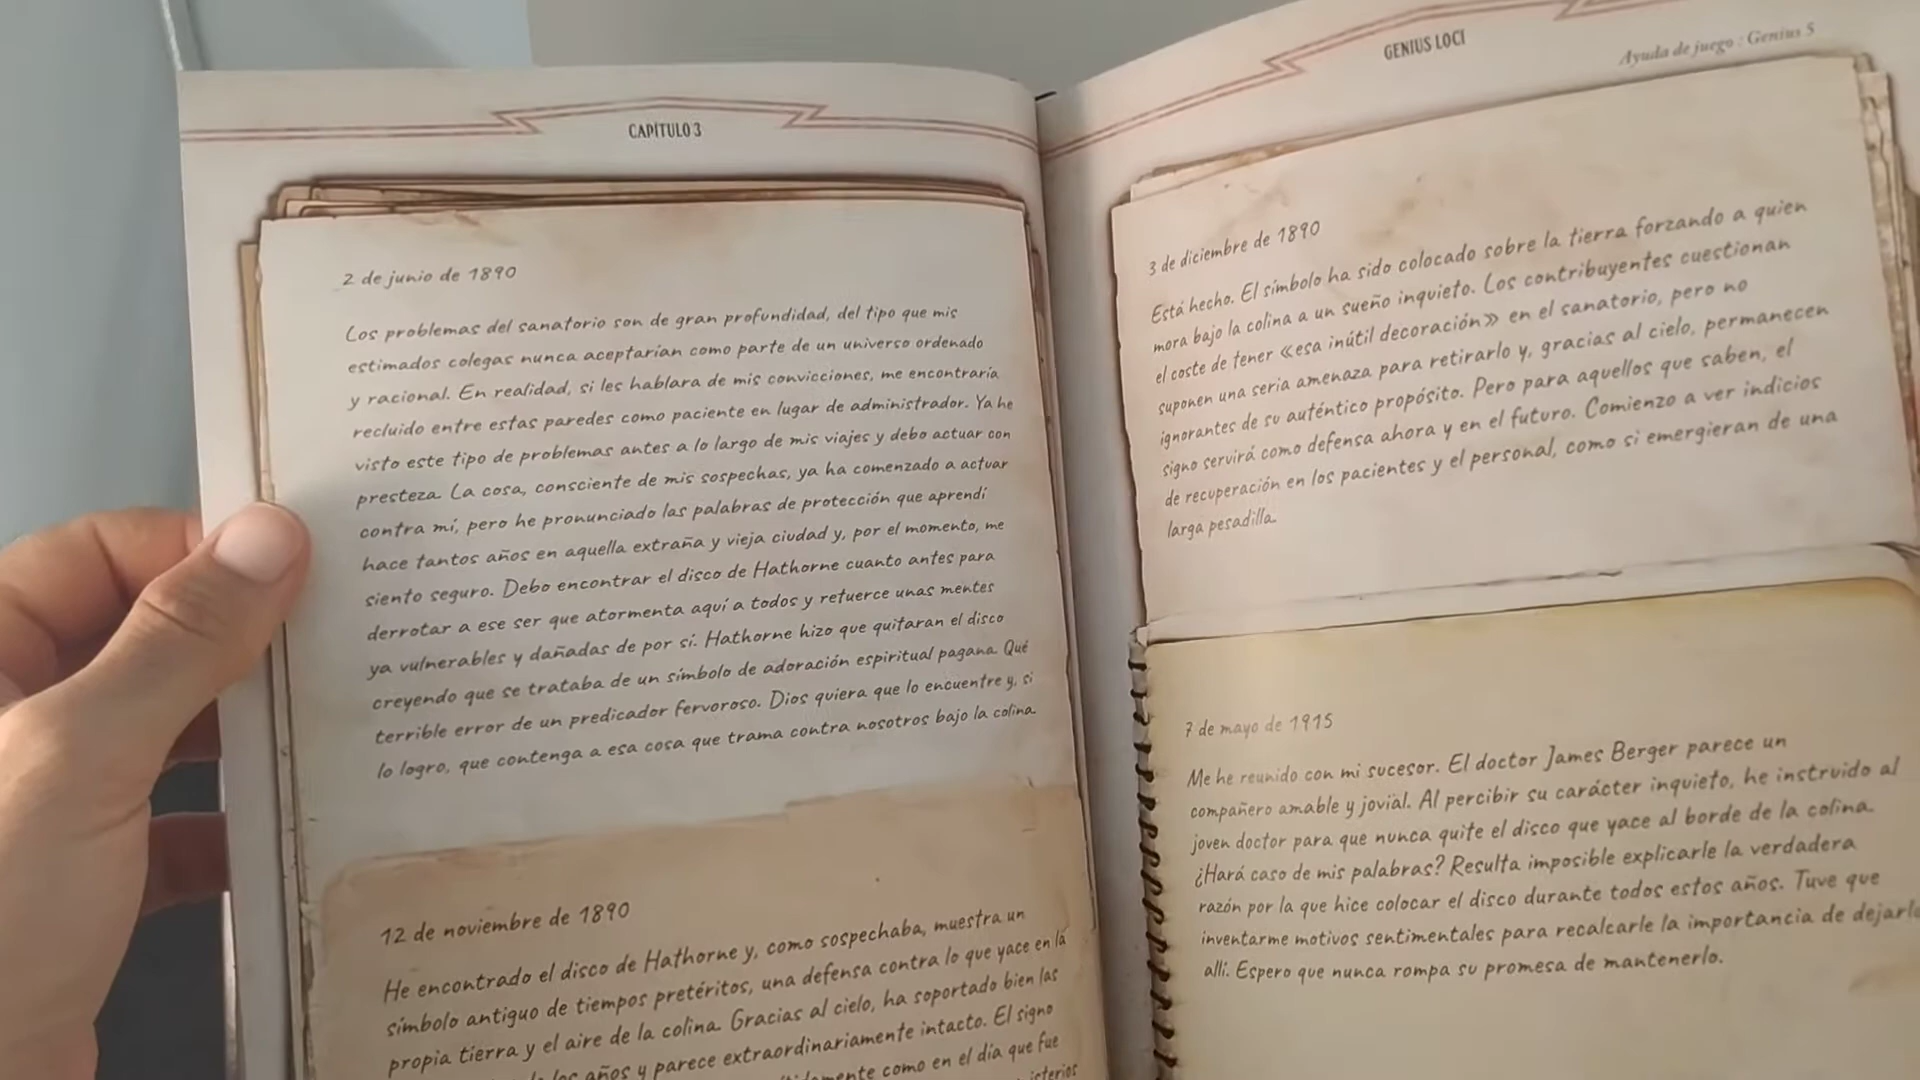 CAPÍTULO 3
2 de junio de 1890
Los problemas del sanatorio son de gran profundidad, del tipo que mis
estimados colegas nunca aceptarían como parte de un universo ordenado
y racional. En realidad, si les hablara de mis convicciones, me encontraría
recluido entre estas paredes como paciente en lugar de administrador. Ya he
visto este tipo de problemas antes a lo largo de mis viajes y debo actuar con
presteza. La cosa, consciente de mis sospechas, ya ha comenzado a actuar
contra mí, pero he pronunciado las palabras de protección que aprendí
hace tantos años en aquella extraña y vieja ciudad y, por el momento, me
siento seguro. Debo encontrar el disco de Hathorne cuanto antes para
derrotar a ese ser que atormenta aquí a todos y retuerce unas mentes
ya vulnerables y dañadas de por sí. Hathorne hizo que quitaran el disco
creyendo que se trataba de un símbolo de adoración espiritual pagana. Qué
terrible error de un predicador fervoroso. Dios quiera que lo encuentre y, si
lo logro, que contenga a esa cosa que trama contra nosotros bajo la colina.
12 de noviembre de 1890
He encontrado el disco de Hathorne y, como sospechaba, muestra un
símbolo antiguo de tiempos pretéritos, una defensa contra lo que yace en la
propia tierra y el aire de la colina. Gracias al cielo, ha soportado bien las
los años y parece extraordinariamente intacto. El signo
como en el día que fue
GENIUS LOCI
Ayuda de juego : Genius 5
3 de diciembre de 1890
Está hecho. El símbolo ha sido colocado sobre la tierra forzando a quien
mora bajo la colina a un sueño inquieto. Los contribuyentes cuestionan
el coste de tener «esa inútil decoración» en el sanatorio, pero no
suponen una seria amenaza para retirarlo y, gracias al cielo, permanecen
ignorantes de su auténtico propósito. Pero para aquellos que saben, el
signo servirá como defensa ahora y en el futuro. Comienzo a ver indicios
de recuperación en los pacientes y el personal, como si emergieran de una
larga pesadilla.
7 de mayo de 1915
Me he reunido con mi sucesor. El doctor James Berger parece un
compañero amable y jovial. Al percibir su carácter inquieto, he instruido al
joven doctor para que nunca quite el disco que yace al borde de la colina.
¿Hará caso de mis palabras? Resulta imposible explicarle la verdadera
razón por la que hice colocar el disco durante todos estos años. Tuve que
inventarme motivos sentimentales para recalcarle la importancia de dejarlo
allí. Espero que nunca rompa su promesa de mantenerlo.